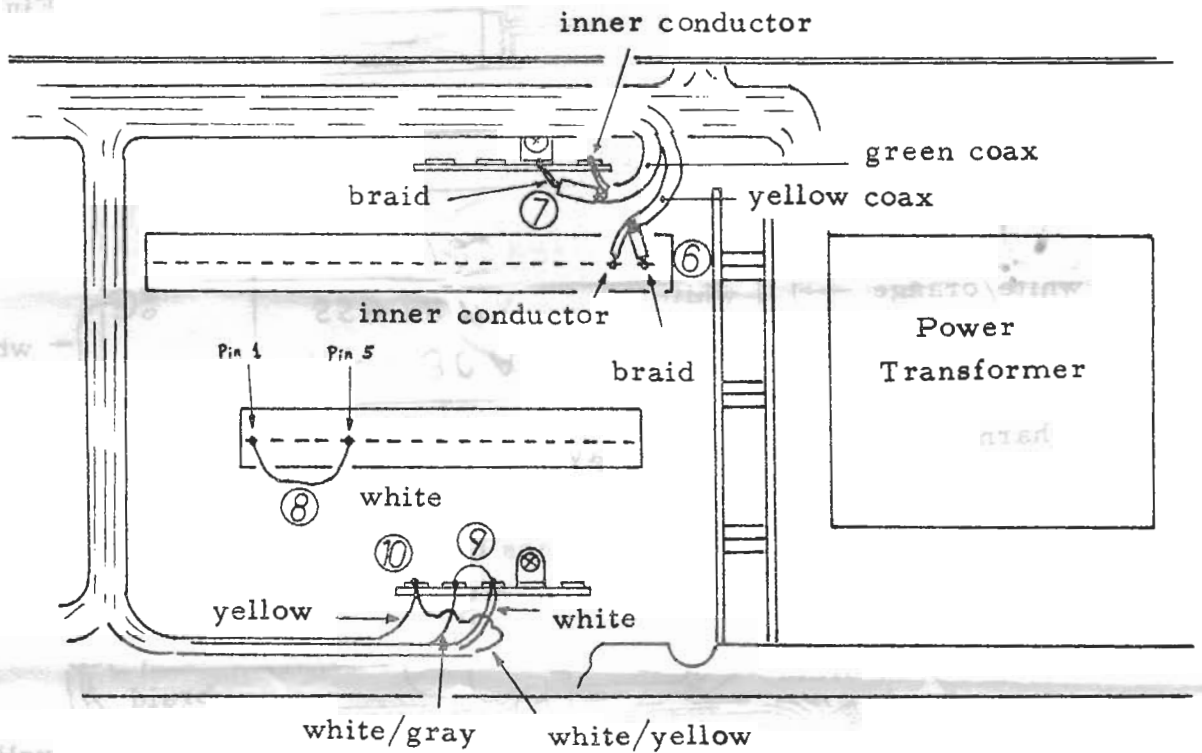 inner conductor
green coax
braid
7
yellow coax
6
inner conductor
braid
Power
Transformer
Pin 1
Pin 5
8
white
10
9
yellow
white
white/gray
white/yellow